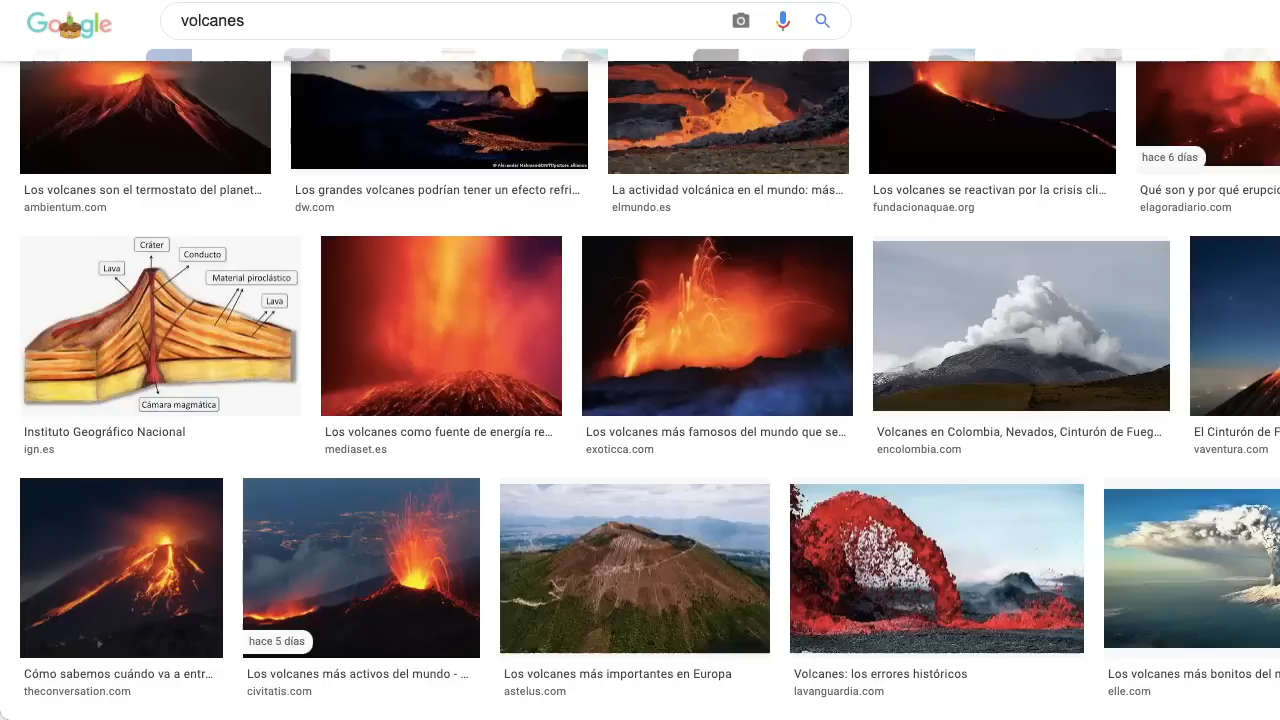 Google
volcanes
© Alexander Hahmann/DHT/picture alliance
hace 6 días
Los volcanes son el termostato del planet...
Los grandes volcanes podrían tener un efecto refri...
La actividad volcánica en el mundo: más...
Los volcanes se reactivan por la crisis cli...
Qué son y por qué erupcio
ambientum.com
dw.com
elmundo.es
fundacionaquae.org
elagoradiario.com
Cráter
Conducto
Lava
Material piroclástico
Lava
Cámara magmática
Instituto Geográfico Nacional
Los volcanes como fuente de energía re...
Los volcanes más famosos del mundo que se...
Volcanes en Colombia, Nevados, Cinturón de Fueg...
El Cinturón de F
ign.es
mediaset.es
exoticca.com
encolombia.com
vaventura.com
hace 5 días
Cómo sabemos cuándo va a entr...
Los volcanes más activos del mundo - ...
Los volcanes más importantes en Europa
Volcanes: los errores históricos
Los volcanes más bonitos del m
theconversation.com
civitatis.com
astelus.com
lavanguardia.com
elle.com